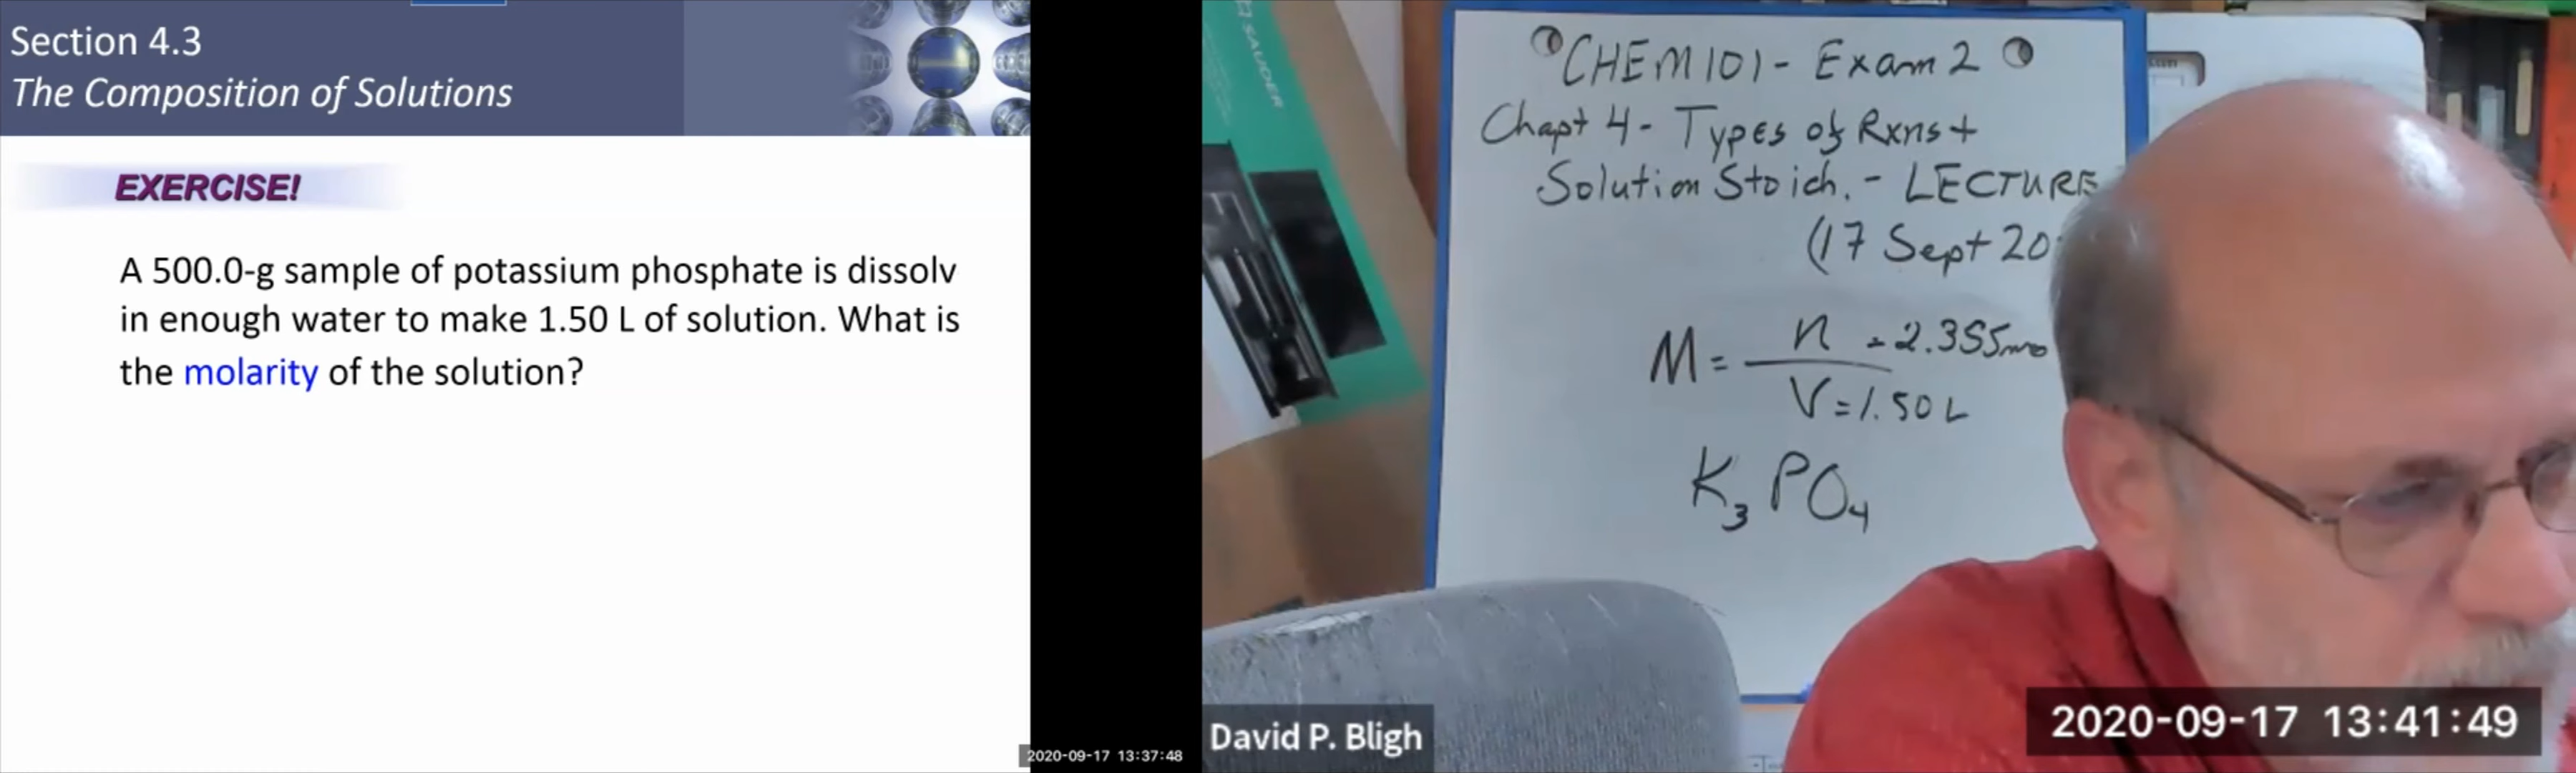 Section 4.3
The Composition of Solutions
EXERCISE!
A 500.0-g sample of potassium phosphate is dissolv
in enough water to make 1.50 L of solution. What is
the molarity of the solution?
2020-09-17 13:37:48
SAUDER
CHEM 101 - Exam 2
Chapt 4 - Types of Rxns +
Solution Stoich. - LECTURE
(17 Sept 20
M = n = 2.355 mo
V = 1.50 L
K₃PO₄
David P. Bligh
2020-09-17 13:41:49